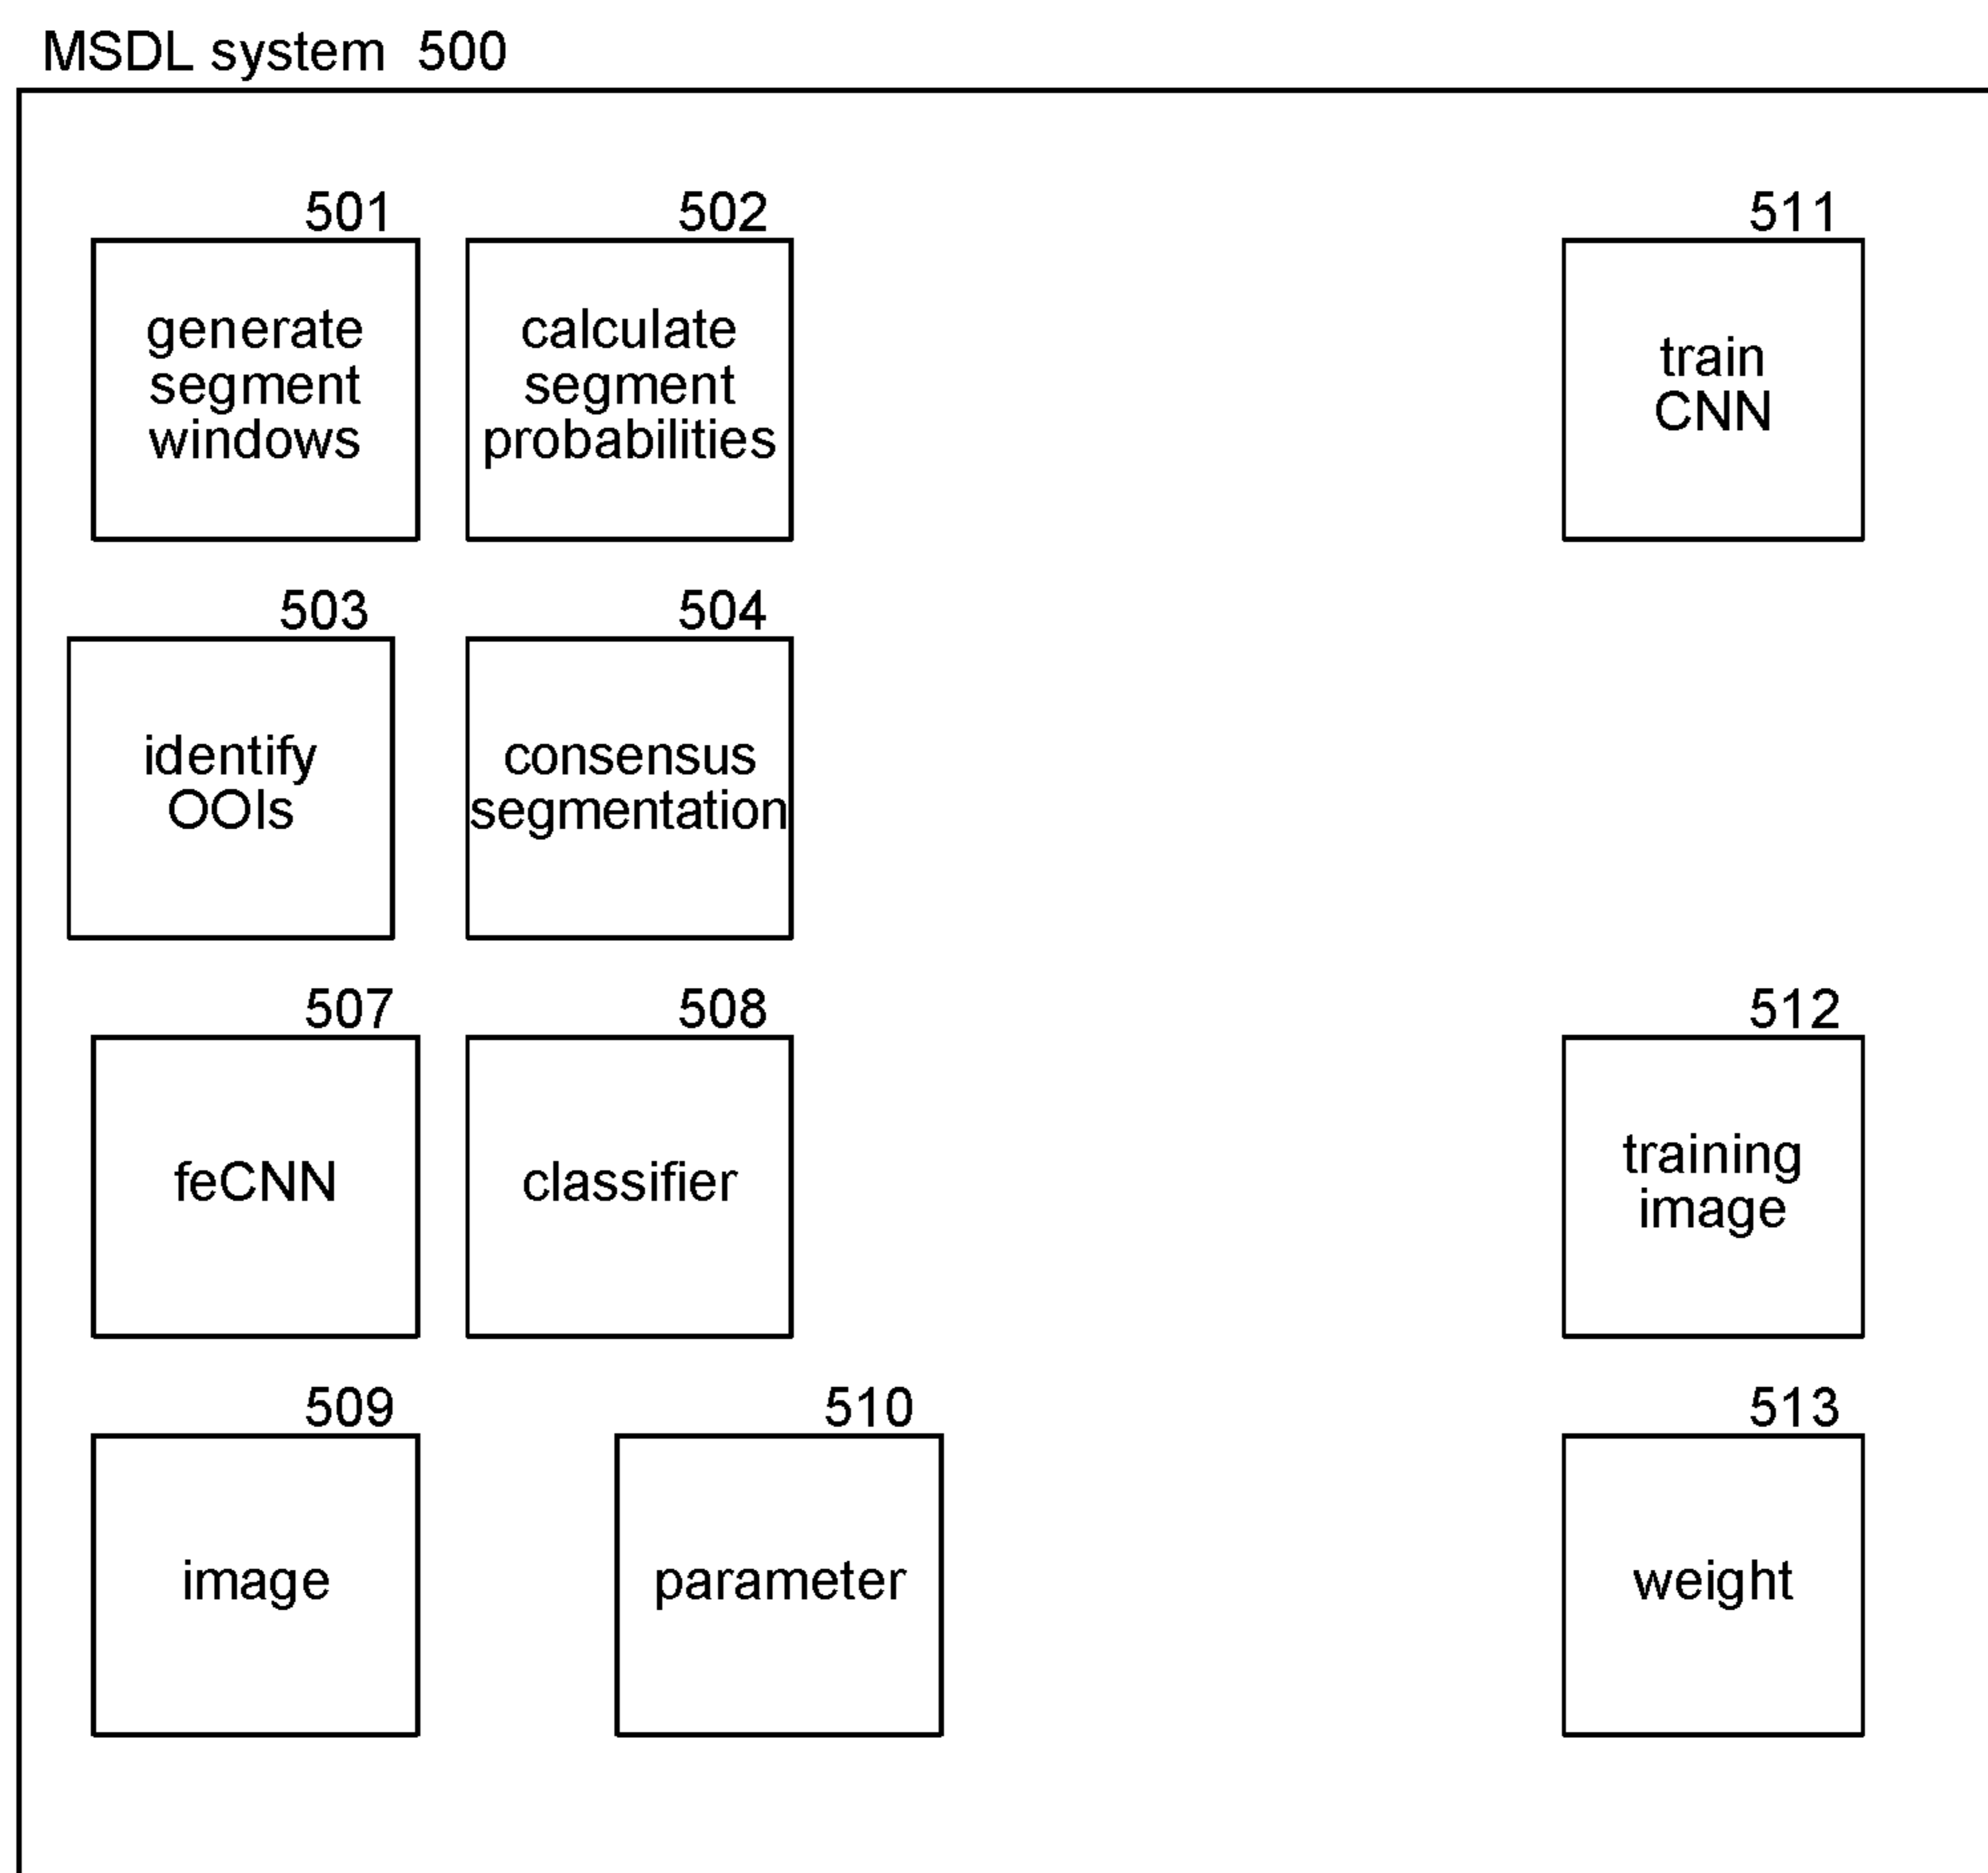 MSDL system 500
501
generate
segment
windows
502
calculate
segment
probabilities
511
train
CNN
503
identify
OOIs
504
consensus
segmentation
507
feCNN
508
classifier
512
training
image
509
image
510
parameter
513
weight